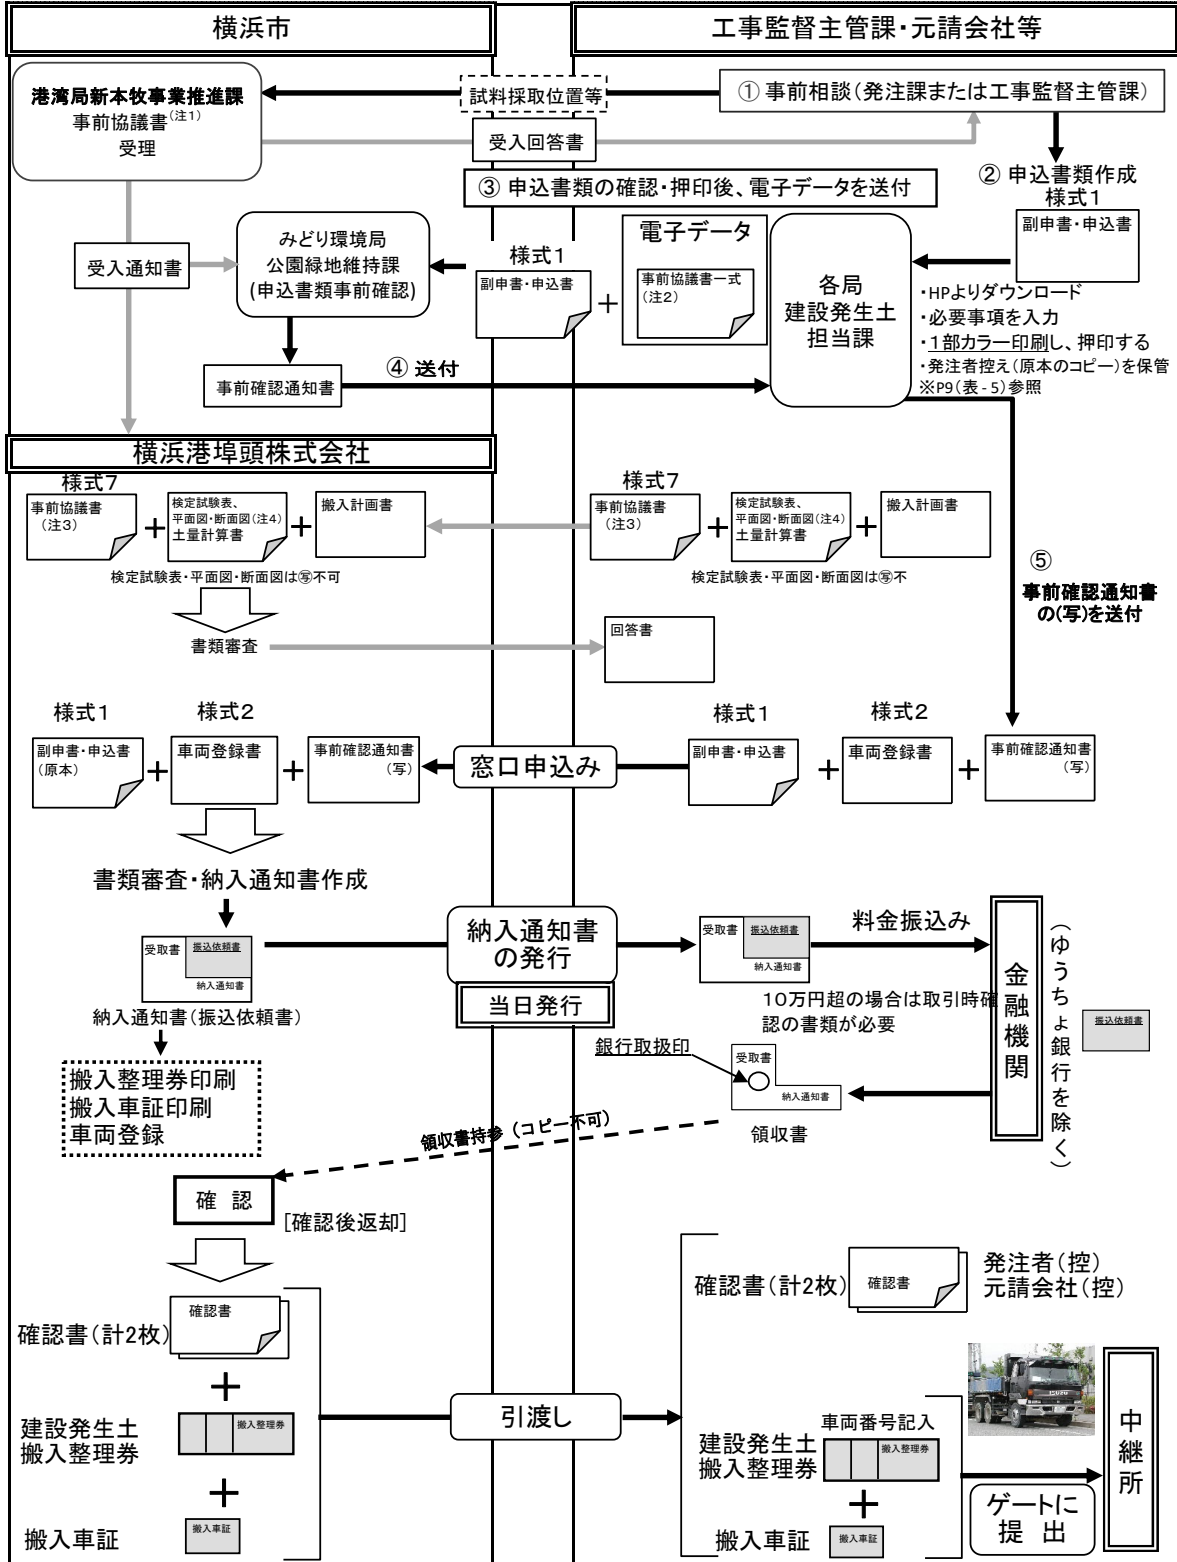 横浜市
工事監督主管課・元請会社等
港湾局新本牧事業推進課
事前協議書(注1)
受理
試料採取位置等
① 事前相談(発注課または工事監督主管課)
受入回答書
② 申込書類作成
様式1
副申書・申込書
③ 申込書類の確認・押印後、電子データを送付
受入通知書
みどり環境局
公園緑地維持課
(申込書類事前確認)
様式1
副申書・申込書
+
電子データ
事前協議書一式
(注2)
各局
建設発生土
担当課
・HPよりダウンロード
・必要事項を入力
・1部カラー印刷し、押印する
・発注者控え(原本のコピー)を保管
※P9(表-5)参照
事前確認通知書
④ 送付
横浜港埠頭株式会社
様式7
事前協議書
(注3)
+
検定試験表、
平面図・断面図(注4)
土量計算書
+
搬入計画書
検定試験表・平面図・断面図は㊢不可
様式7
事前協議書
(注3)
+
検定試験表、
平面図・断面図(注4)
土量計算書
+
搬入計画書
検定試験表・平面図・断面図は㊢不
⑤
事前確認通知書
の(写)を送付
書類審査
回答書
様式1
副申書・申込書
(原本)
+
様式2
車両登録書
+
事前確認通知書
(写)
窓口申込み
様式1
副申書・申込書
+
様式2
車両登録書
+
事前確認通知書
(写)
書類審査・納入通知書作成
受取書
振込依頼書
納入通知書
納入通知書(振込依頼書)
納入通知書
の発行
当日発行
受取書
振込依頼書
納入通知書
料金振込み
10万円超の場合は取引時確
認の書類が必要
金融機関
(ゆうちょ銀行を除く)
振込依頼書
搬入整理券印刷
搬入車証印刷
車両登録
銀行取扱印
受取書
納入通知書
領収書
領収書持参(コピー不可)
確 認
[確認後返却]
確認書(計2枚)
確認書
+
建設発生土
搬入整理券
搬入整理券
+
搬入車証
搬入車証
引渡し
確認書(計2枚)
確認書
発注者(控)
元請会社(控)
車両番号記入
建設発生土
搬入整理券
搬入整理券
+
搬入車証
搬入車証
ゲートに
提 出
中継所